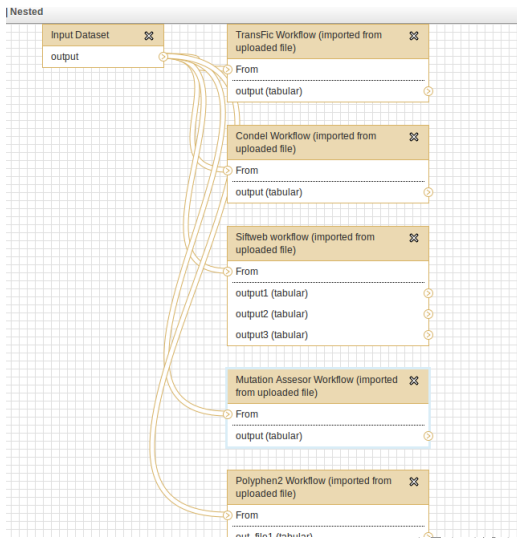 | Nested
Input Dataset
output
TransFic Workflow (imported from
uploaded file)
From
output (tabular)
Condel Workflow (imported from
uploaded file)
From
output (tabular)
Siftweb workflow (imported from
uploaded file)
From
output1 (tabular)
output2 (tabular)
output3 (tabular)
Mutation Assesor Workflow (imported
from uploaded file)
From
output (tabular)
Polyphen2 Workflow (imported from
uploaded file)
From
out_file1 (tabular)